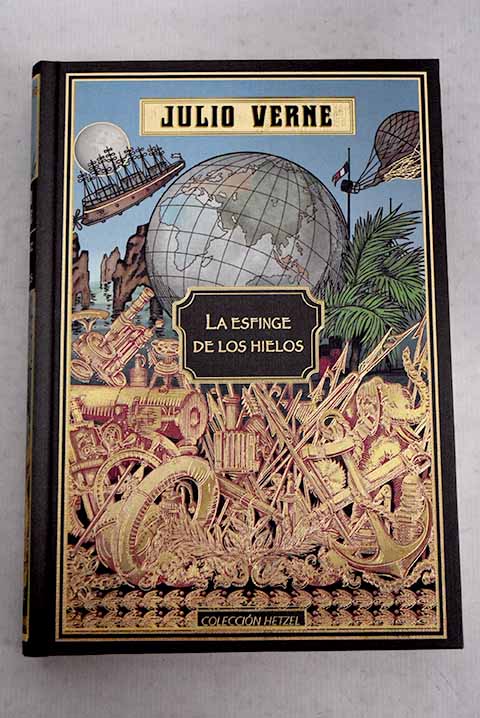 JULIO VERNE
LA ESFINGE
DE LOS HIELOS
COLECCIÓN HETZEL